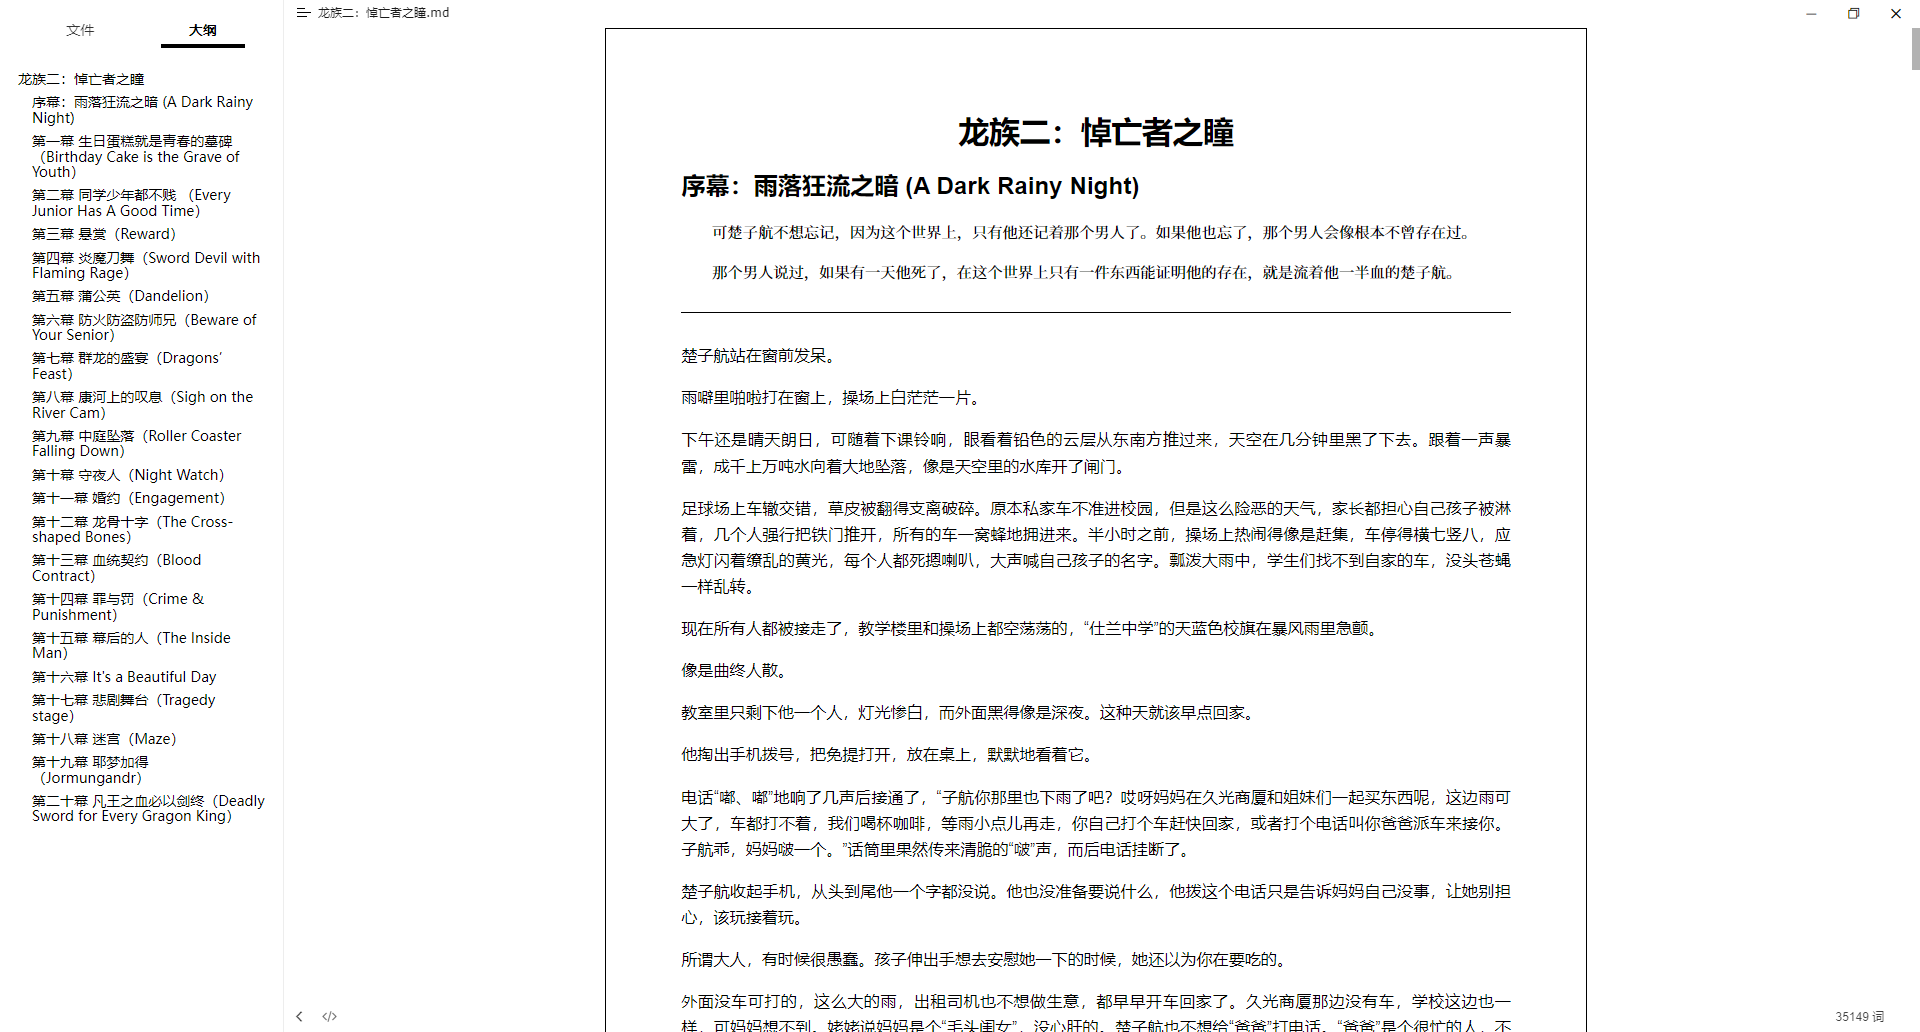 文件
大纲
龙族二：悼亡者之瞳
序幕：雨落狂流之暗 (A Dark Rainy
Night)
第一幕 生日蛋糕就是青春的墓碑
（Birthday Cake is the Grave of
Youth）
第二幕 同学少年都不贱 （Every
Junior Has A Good Time）
第三幕 悬赏（Reward）
第四幕 炎魔刀舞（Sword Devil with
Flaming Rage）
第五幕 蒲公英（Dandelion）
第六幕 防火防盗防师兄（Beware of
Your Senior）
第七幕 群龙的盛宴（Dragons’
Feast）
第八幕 康河上的叹息（Sigh on the
River Cam）
第九幕 中庭坠落（Roller Coaster
Falling Down）
第十幕 守夜人（Night Watch）
第十一幕 婚约（Engagement）
第十二幕 龙骨十字（The Cross-
shaped Bones）
第十三幕 血统契约（Blood
Contract）
第十四幕 罪与罚（Crime &
Punishment）
第十五幕 幕后的人（The Inside
Man）
第十六幕 It's a Beautiful Day
第十七幕 悲剧舞台（Tragedy
stage）
第十八幕 迷宫（Maze）
第十九幕 耶梦加得
（Jormungandr）
第二十幕 凡王之血必以剑终（Deadly
Sword for Every Gragon King）
龙族二：悼亡者之瞳.md
龙族二：悼亡者之瞳
序幕：雨落狂流之暗 (A Dark Rainy Night)
可楚子航不想忘记，因为这个世界上，只有他还记着那个男人了。如果他也忘了，那个男人会像根本不曾存在过。
那个男人说过，如果有一天他死了，在这个世界上只有一件东西能证明他的存在，就是流着他一半血的楚子航。
楚子航站在窗前发呆。
雨噼里啪啦打在窗上，操场上白茫茫一片。
下午还是晴天朗日，可随着下课铃响，眼看着铅色的云层从东南方推过来，天空在几分钟里黑了下去。跟着一声暴
雷，成千上万吨水向着大地坠落，像是天空里的水库开了闸门。
足球场上车辙交错，草皮被翻得支离破碎。原本私家车不准进校园，但是这么险恶的天气，家长都担心自己孩子被淋
着，几个人强行把铁门推开，所有的车一窝蜂地拥进来。半小时之前，操场上热闹得像是赶集，车停得横七竖八，应
急灯闪着缭乱的黄光，每个人都死摁喇叭，大声喊自己孩子的名字。瓢泼大雨中，学生们找不到自家的车，没头苍蝇
一样乱转。
现在所有人都被接走了，教学楼里和操场上都空荡荡的，“仕兰中学”的天蓝色校旗在暴风雨里急颤。
像是曲终人散。
教室里只剩下他一个人，灯光惨白，而外面黑得像是深夜。这种天就该早点回家。
他掏出手机拨号，把免提打开，放在桌上，默默地看着它。
电话“嘟、嘟”地响了几声后接通了，“子航你那里也下雨了吧？哎呀妈妈在久光商厦和姐妹们一起买东西呢，这边雨可
大了，车都打不着，我们喝杯咖啡，等雨小点儿再走，你自己打个车赶快回家，或者打个电话叫你爸爸派车来接你。
子航乖，妈妈啵一个。”话筒里果然传来清脆的“啵”声，而后电话挂断了。
楚子航收起手机，从头到尾他一个字都没说。他也没准备要说什么，他拨这个电话只是告诉妈妈自己没事，让她别担
心，该玩接着玩。
所谓大人，有时候很愚蠢。孩子伸出手想去安慰她一下的时候，她还以为你在要吃的。
外面没车可打的，这么大的雨，出租司机也不想做生意，都早早开车回家了。久光商厦那边没有车，学校这边也一
样，可妈妈想不到。姥姥说妈妈是个“毛头闺女”，没心肝的。楚子航也不想给“爸爸”打电话。“爸爸”是个很忙的人，不
35149 词